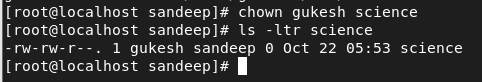 [root@localhost sandeep]# chown gukesh science
[root@localhost sandeep]# ls -ltr science
-rw-rw-r--. 1 gukesh sandeep 0 Oct 22 05:53 science
[root@localhost sandeep]#